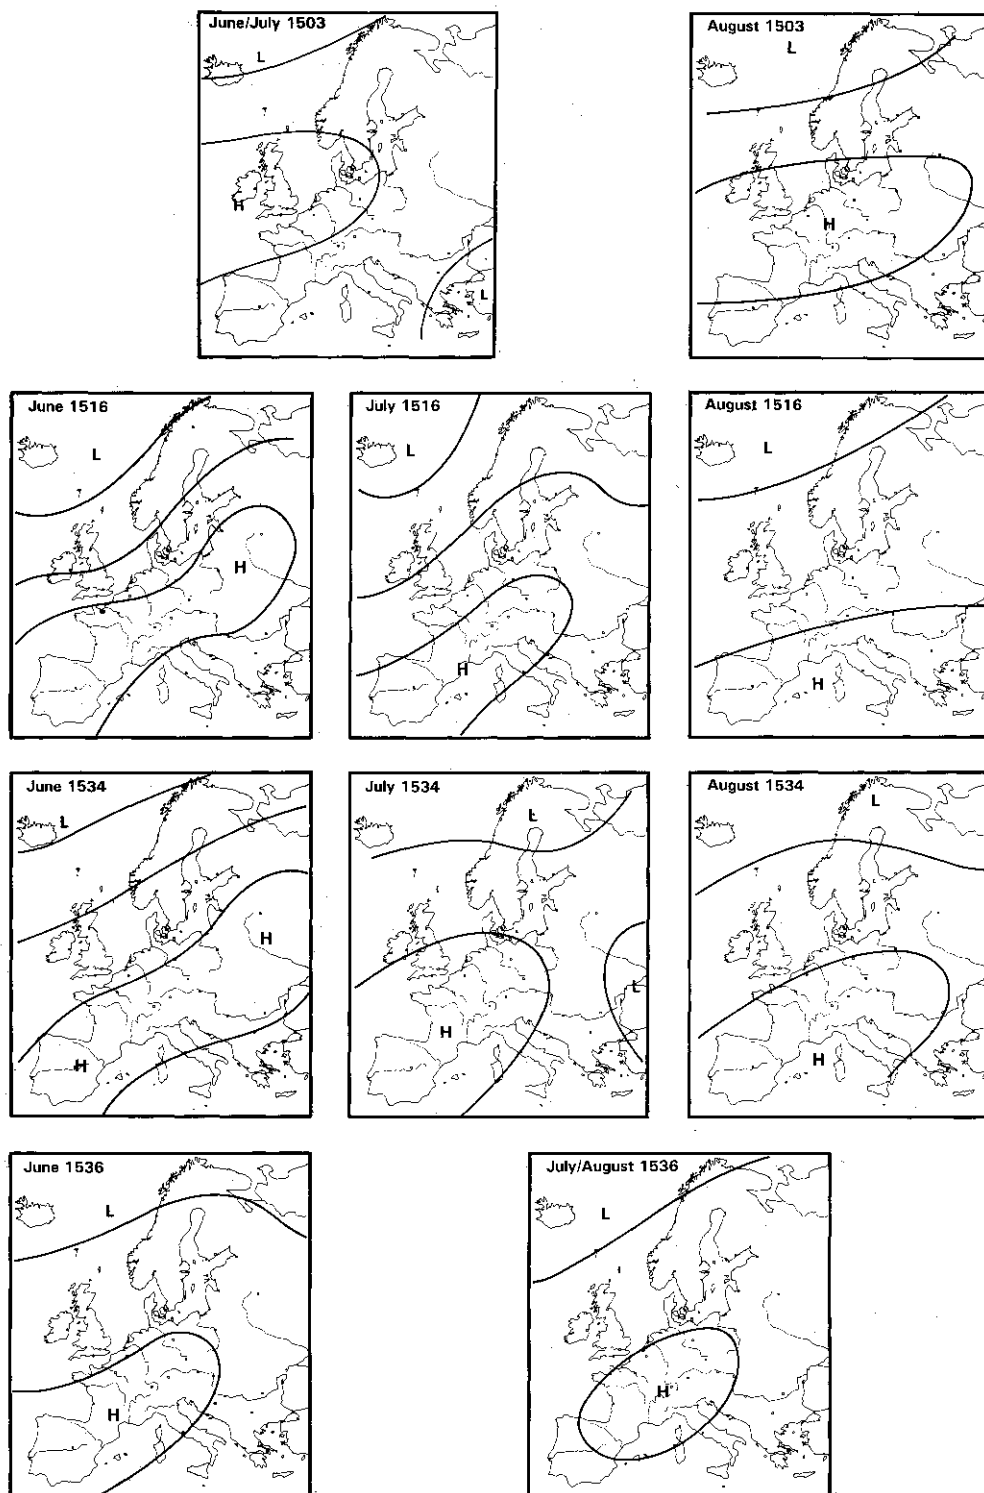 June/July 1503
L
H
L
August 1503
L
H
June 1516
L
H
July 1516
L
H
August 1516
L
H
June 1534
L
H
H
July 1534
L
H
L
August 1534
L
H
June 1536
L
H
July/August 1536
L
H